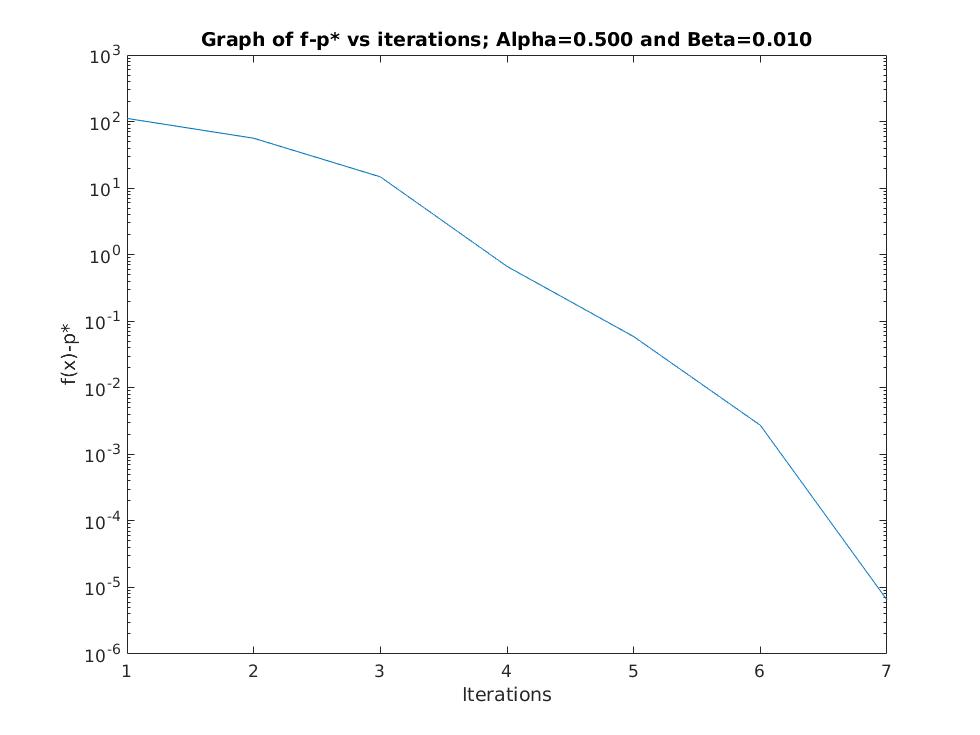 Graph of f-p* vs iterations; Alpha=0.500 and Beta=0.010
10^3
10^2
10^1
10^0
10^-1
10^-2
10^-3
10^-4
10^-5
10^-6
f(x)-p*
1 2 3 4 5 6 7
Iterations